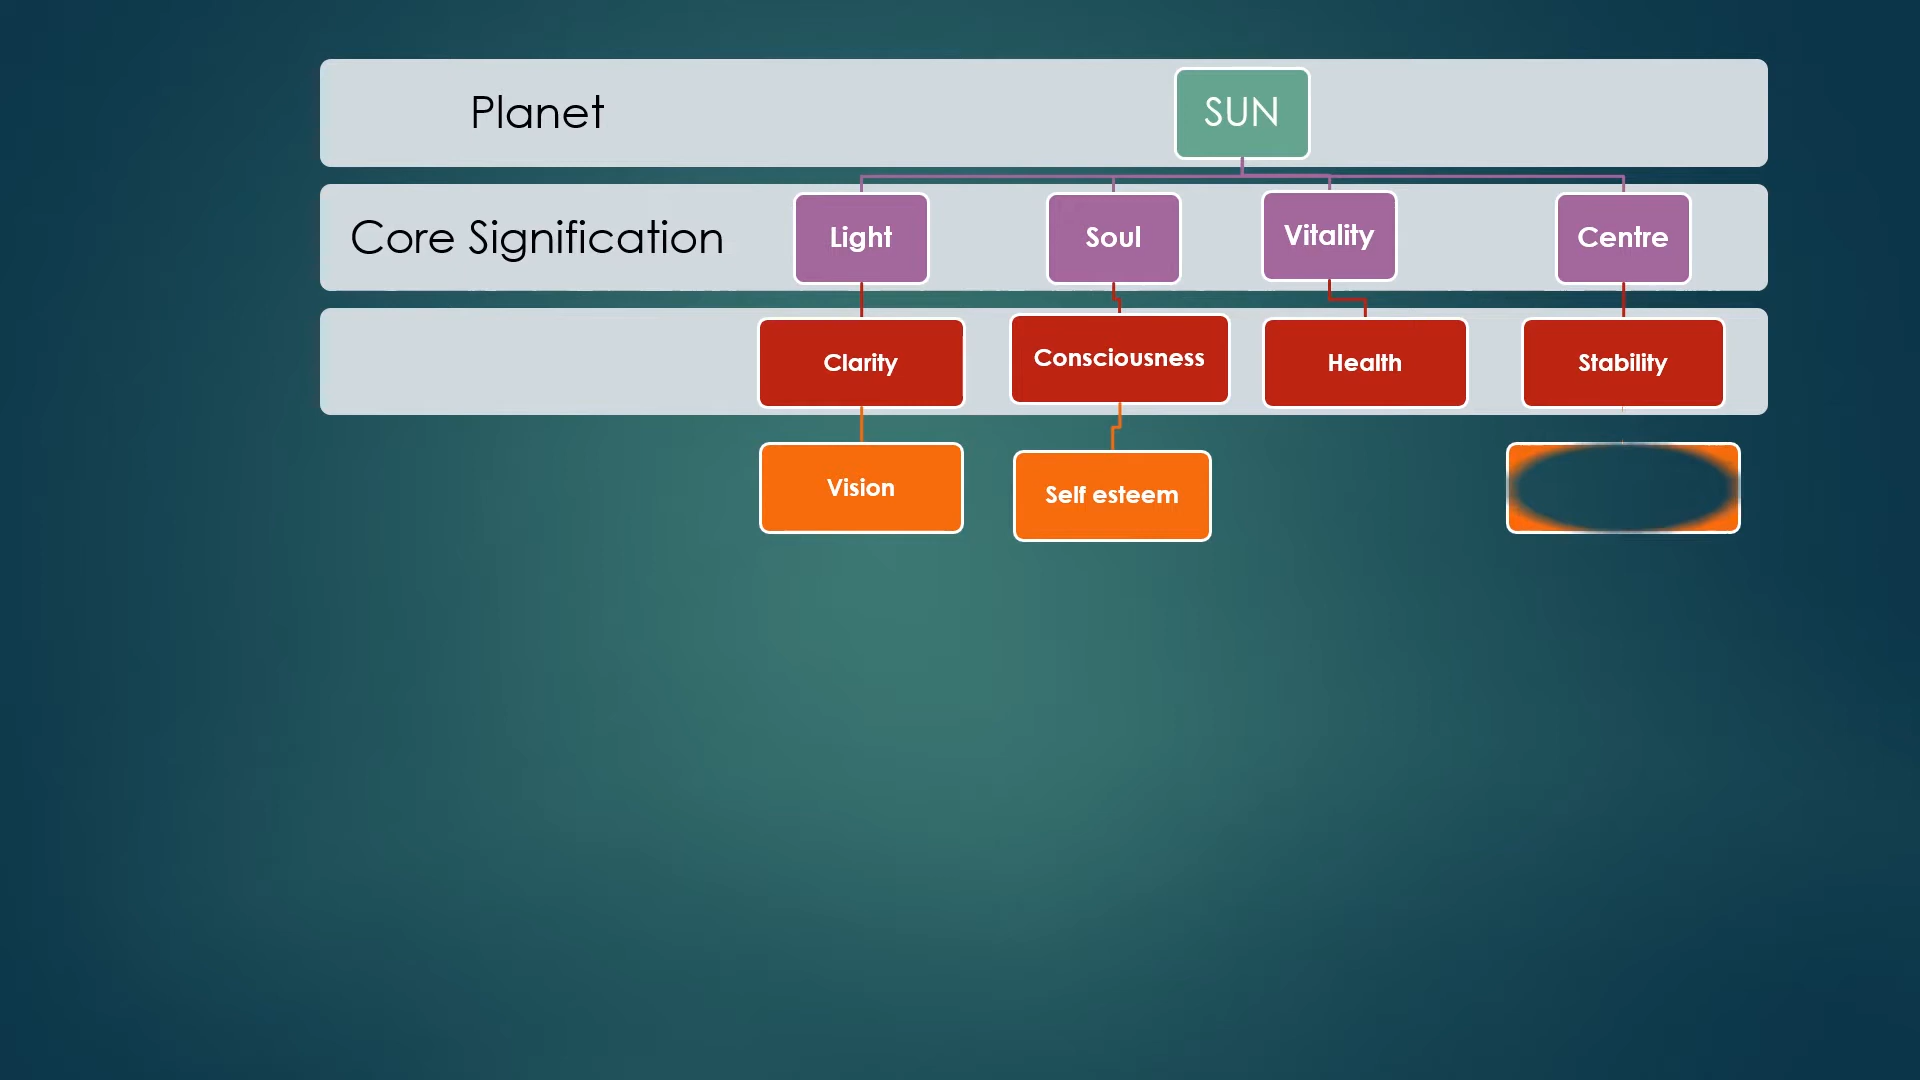 Planet
SUN
Core Signification
Light
Soul
Vitality
Centre
Clarity
Consciousness
Health
Stability
Vision
Self esteem